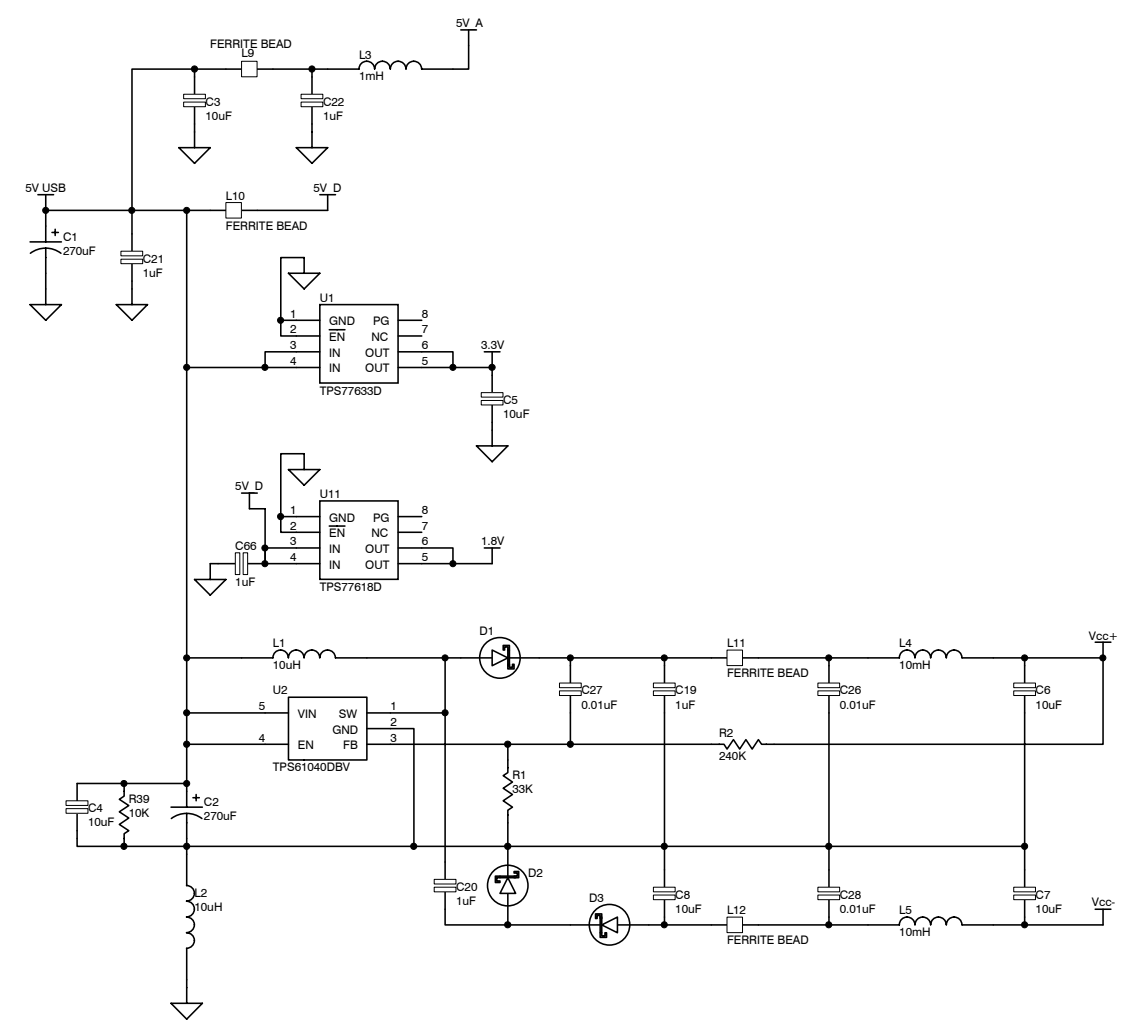 5V_A
FERRITE BEAD
L9
L3
1mH
C3
10uF
C22
1uF
5V USB
L10
5V_D
FERRITE BEAD
+
C1
270uF
C21
1uF
U1
1 GND PG 8
2 EN NC 7
3 IN OUT 6
4 IN OUT 5
TPS77633D
3.3V
C5
10uF
5V_D
U11
1 GND PG 8
2 EN NC 7
3 IN OUT 6
4 IN OUT 5
TPS77618D
C66
1uF
1.8V
L1
10uH
D1
L11
FERRITE BEAD
L4
10mH
Vcc+
C27
0.01uF
C19
1uF
C26
0.01uF
C6
10uF
U2
5 VIN SW 1
GND 2
4 EN FB 3
TPS61040DBV
R2
240K
R1
33K
C4
10uF
R39
10K
+
C2
270uF
L2
10uH
C20
1uF
D2
D3
C8
10uF
L12
FERRITE BEAD
C28
0.01uF
L5
10mH
C7
10uF
Vcc-